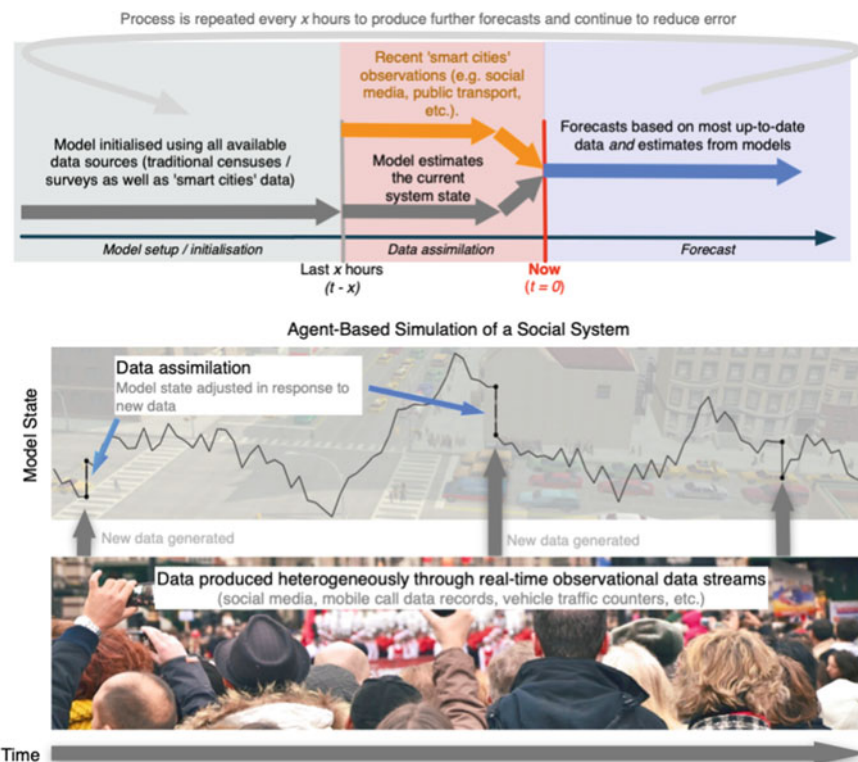 Process is repeated every x hours to produce further forecasts and continue to reduce error
Recent 'smart cities'
observations (e.g. social
media, public transport,
etc.).
Model initialised using all available
data sources (traditional censuses /
surveys as well as 'smart cities' data)
Model estimates
the current
system state
Forecasts based on most up-to-date
data and estimates from models
Model setup / initialisation
Data assimilation
Forecast
Last x hours
(t - x)
Now
(t = 0)
Agent-Based Simulation of a Social System
Model State
Data assimilation
Model state adjusted in response to
new data
New data generated
New data generated
Data produced heterogeneously through real-time observational data streams
(social media, mobile call data records, vehicle traffic counters, etc.)
Time